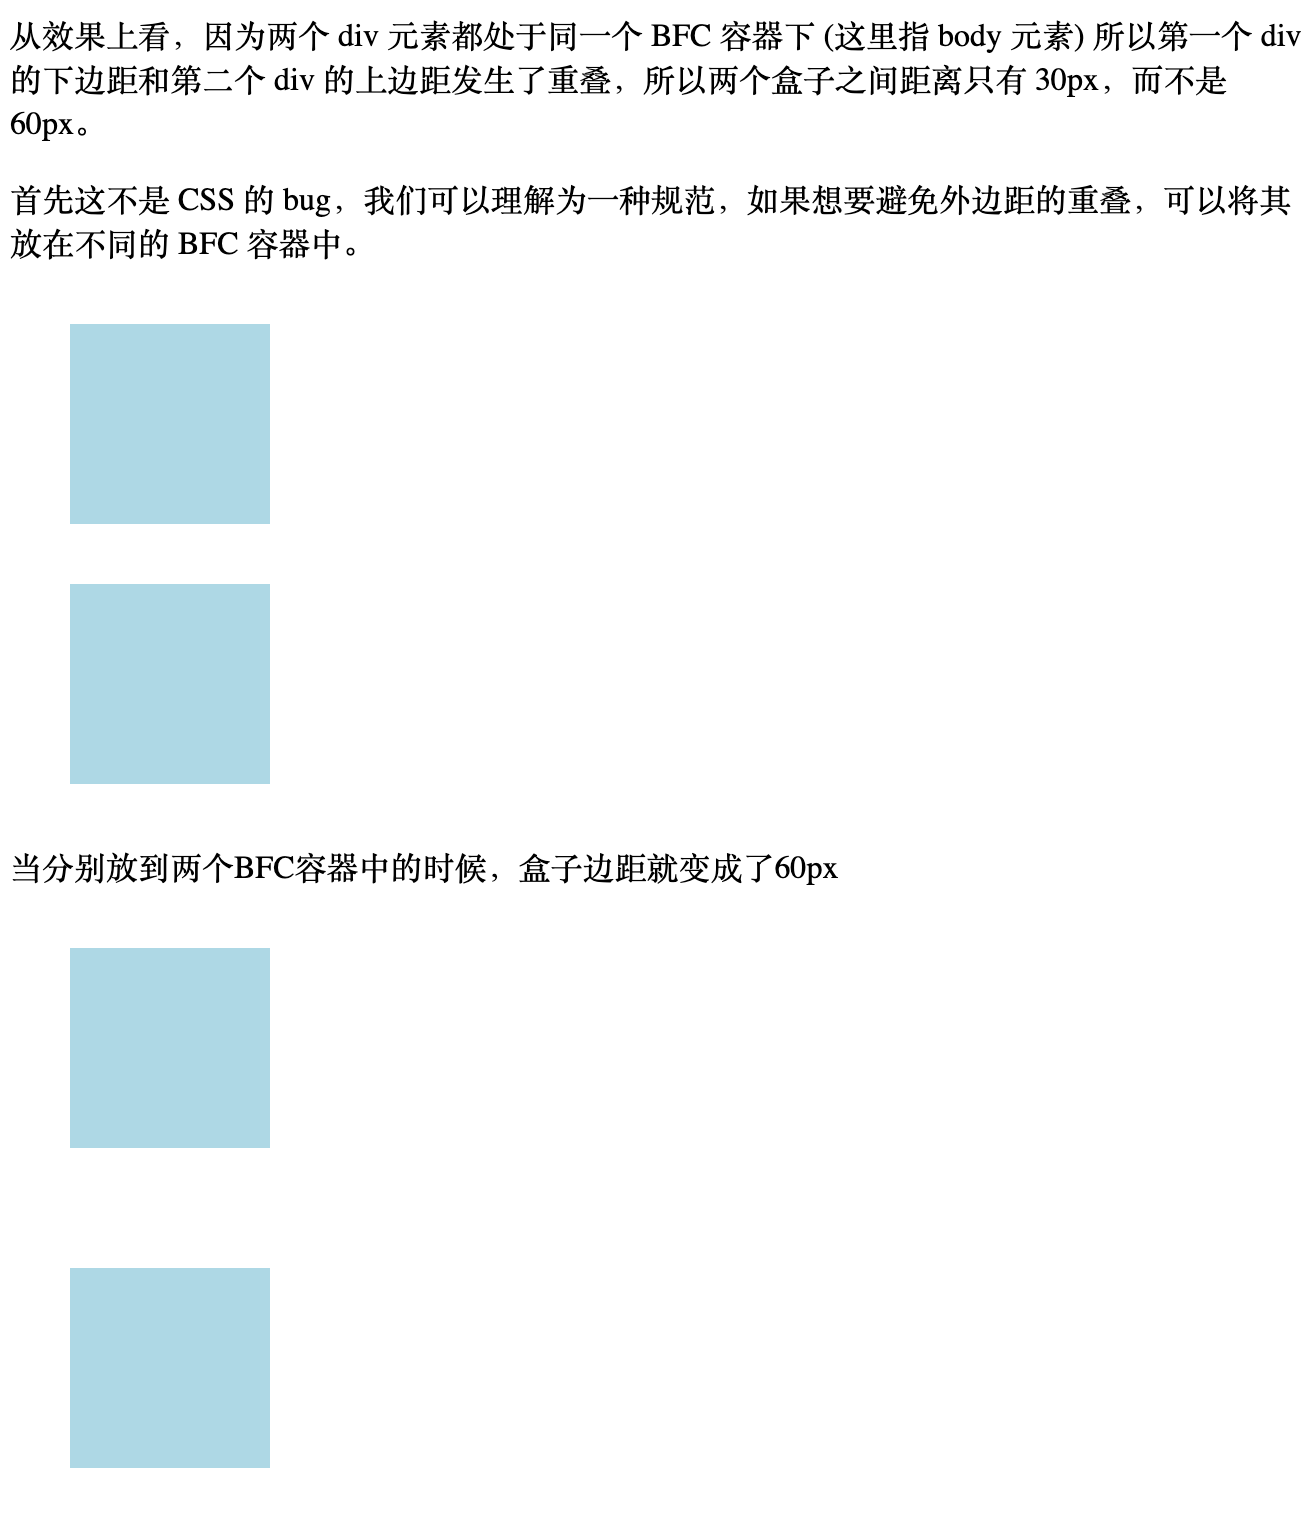 从效果上看，因为两个 div 元素都处于同一个 BFC 容器下 (这里指 body 元素) 所以第一个 div
的下边距和第二个 div 的上边距发生了重叠，所以两个盒子之间距离只有 30px，而不是
60px。
首先这不是 CSS 的 bug，我们可以理解为一种规范，如果想要避免外边距的重叠，可以将其
放在不同的 BFC 容器中。
当分别放到两个BFC容器中的时候，盒子边距就变成了60px